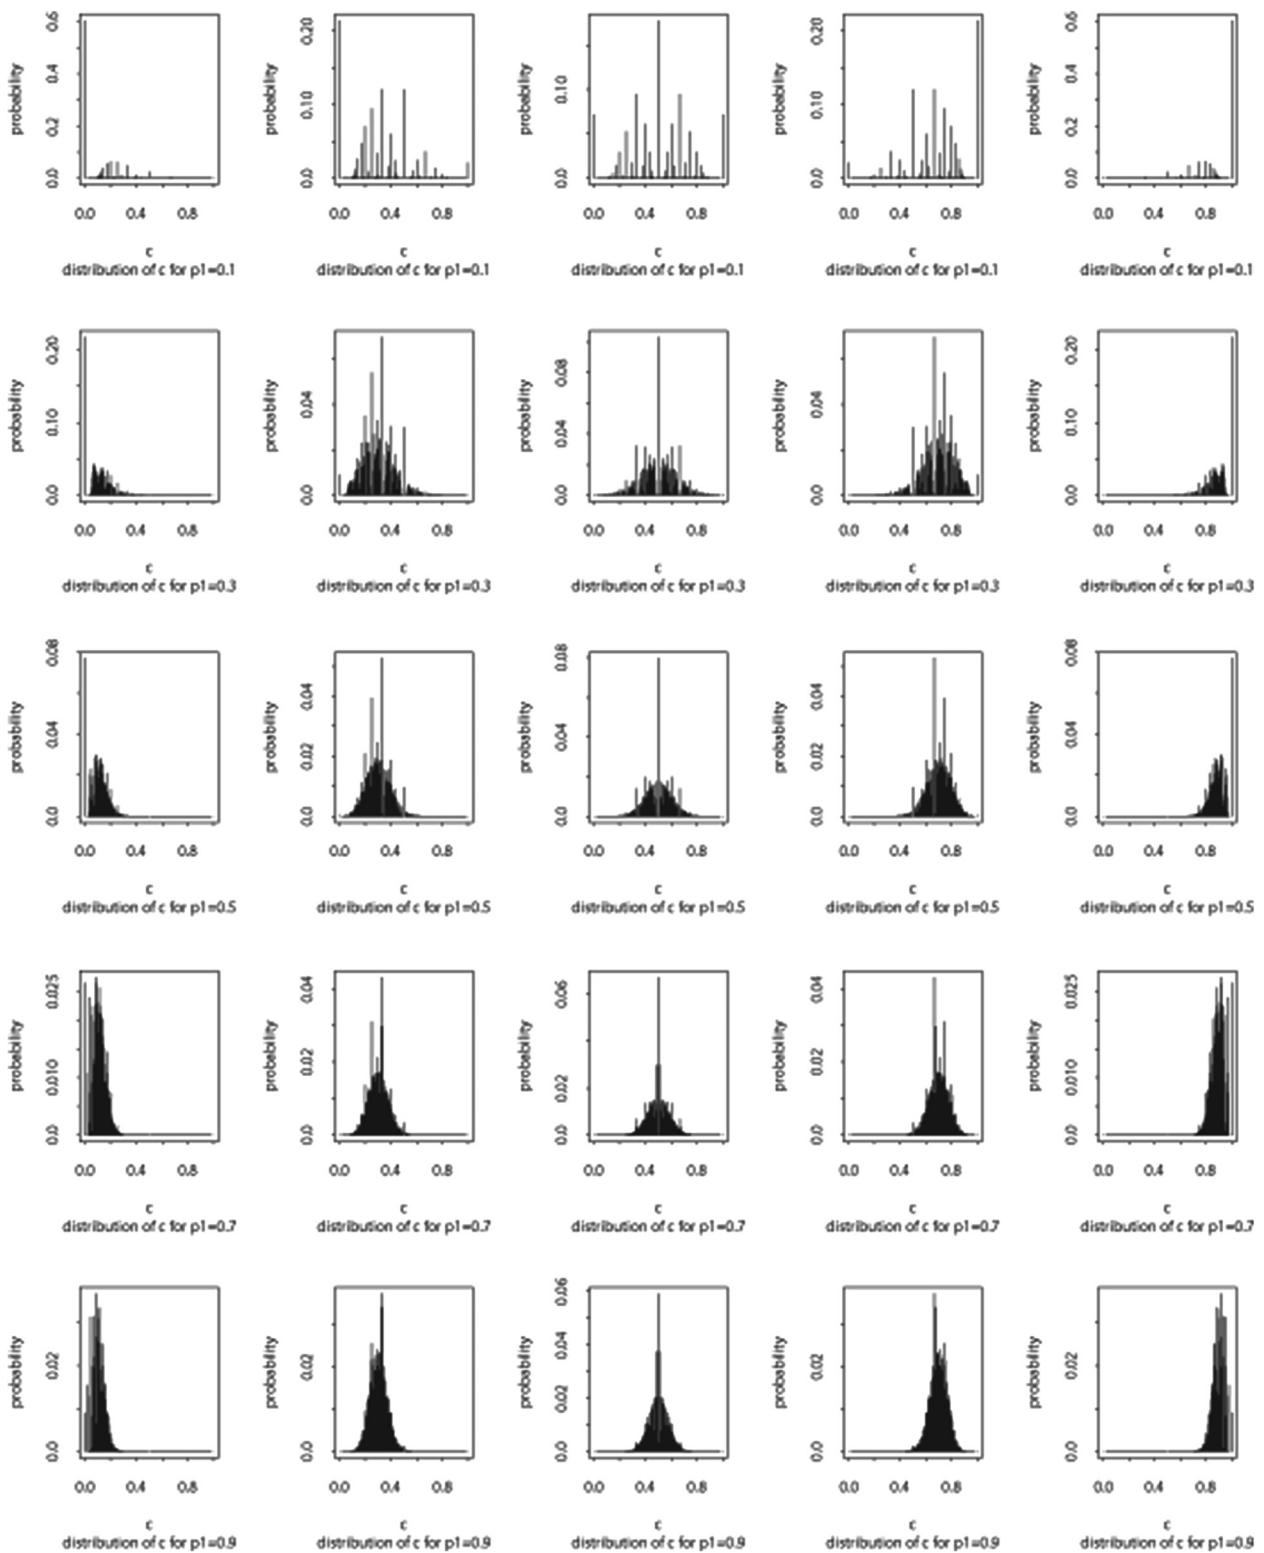 probability
0.0 0.2 0.4 0.6
0.0 0.4 0.8
c
distribution of c for p1=0.1
probability
0.0 0.10 0.20
0.0 0.4 0.8
c
distribution of c for p1=0.1
probability
0.0 0.10
0.0 0.4 0.8
c
distribution of c for p1=0.1
probability
0.0 0.10 0.20
0.0 0.4 0.8
c
distribution of c for p1=0.1
probability
0.0 0.2 0.4 0.6
0.0 0.4 0.8
c
distribution of c for p1=0.1
probability
0.0 0.10 0.20
0.0 0.4 0.8
c
distribution of c for p1=0.3
probability
0.0 0.04
0.0 0.4 0.8
c
distribution of c for p1=0.3
probability
0.0 0.04 0.08
0.0 0.4 0.8
c
distribution of c for p1=0.3
probability
0.0 0.04
0.0 0.4 0.8
c
distribution of c for p1=0.3
probability
0.0 0.10 0.20
0.0 0.4 0.8
c
distribution of c for p1=0.3
probability
0.0 0.04 0.08
0.0 0.4 0.8
c
distribution of c for p1=0.5
probability
0.0 0.02 0.04
0.0 0.4 0.8
c
distribution of c for p1=0.5
probability
0.0 0.04 0.08
0.0 0.4 0.8
c
distribution of c for p1=0.5
probability
0.0 0.02 0.04
0.0 0.4 0.8
c
distribution of c for p1=0.5
probability
0.0 0.04 0.08
0.0 0.4 0.8
c
distribution of c for p1=0.5
probability
0.0 0.010 0.025
0.0 0.4 0.8
c
distribution of c for p1=0.7
probability
0.0 0.02 0.04
0.0 0.4 0.8
c
distribution of c for p1=0.7
probability
0.0 0.02 0.06
0.0 0.4 0.8
c
distribution of c for p1=0.7
probability
0.0 0.02 0.04
0.0 0.4 0.8
c
distribution of c for p1=0.7
probability
0.0 0.010 0.025
0.0 0.4 0.8
c
distribution of c for p1=0.7
probability
0.0 0.02
0.0 0.4 0.8
c
distribution of c for p1=0.9
probability
0.0 0.02
0.0 0.4 0.8
c
distribution of c for p1=0.9
probability
0.0 0.02 0.04 0.06
0.0 0.4 0.8
c
distribution of c for p1=0.9
probability
0.0 0.02
0.0 0.4 0.8
c
distribution of c for p1=0.9
probability
0.0 0.02
0.0 0.4 0.8
c
distribution of c for p1=0.9